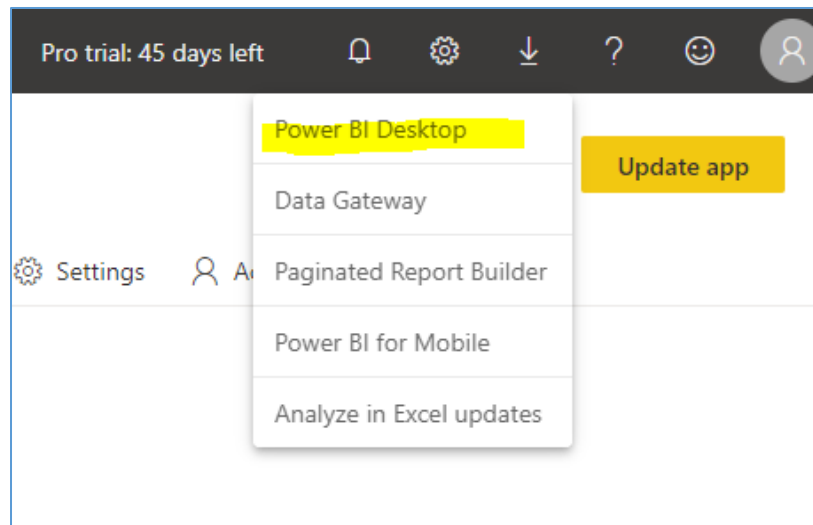 Pro trial: 45 days left
?
Power BI Desktop
Update app
Data Gateway
Settings
Paginated Report Builder
Power BI for Mobile
Analyze in Excel updates